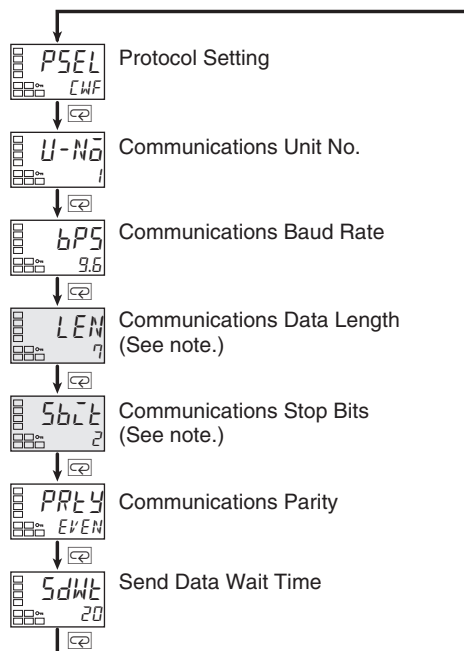 PSEL
Protocol Setting
CWF
U-No
Communications Unit No.
1
bPS
Communications Baud Rate
9.6
LEN
Communications Data Length
(See note.)
7
Sbit
Communications Stop Bits
(See note.)
2
PRtY
Communications Parity
EVEN
SdWt
Send Data Wait Time
20